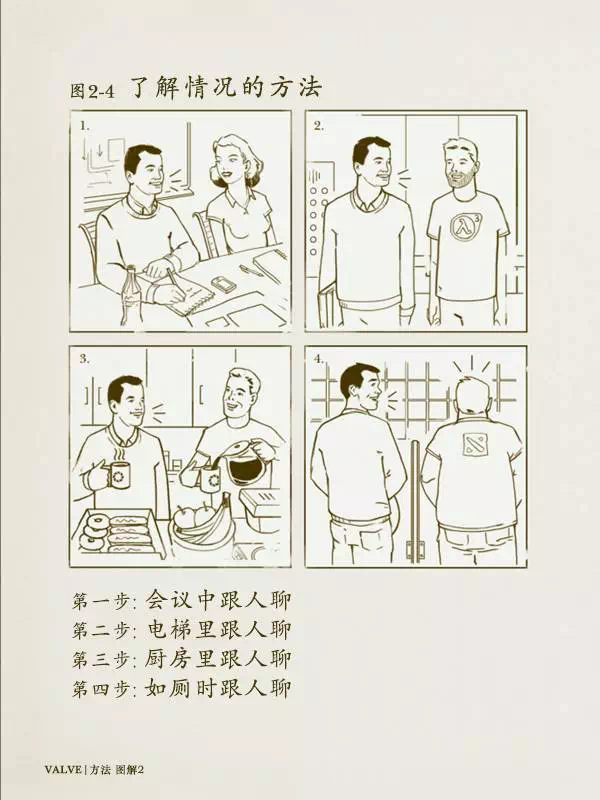 图2-4 了解情况的方法
1.
2.
λ3
3.
4.
第一步: 会议中跟人聊
第二步: 电梯里跟人聊
第三步: 厨房里跟人聊
第四步: 如厕时跟人聊
VALVE|方法 图解2